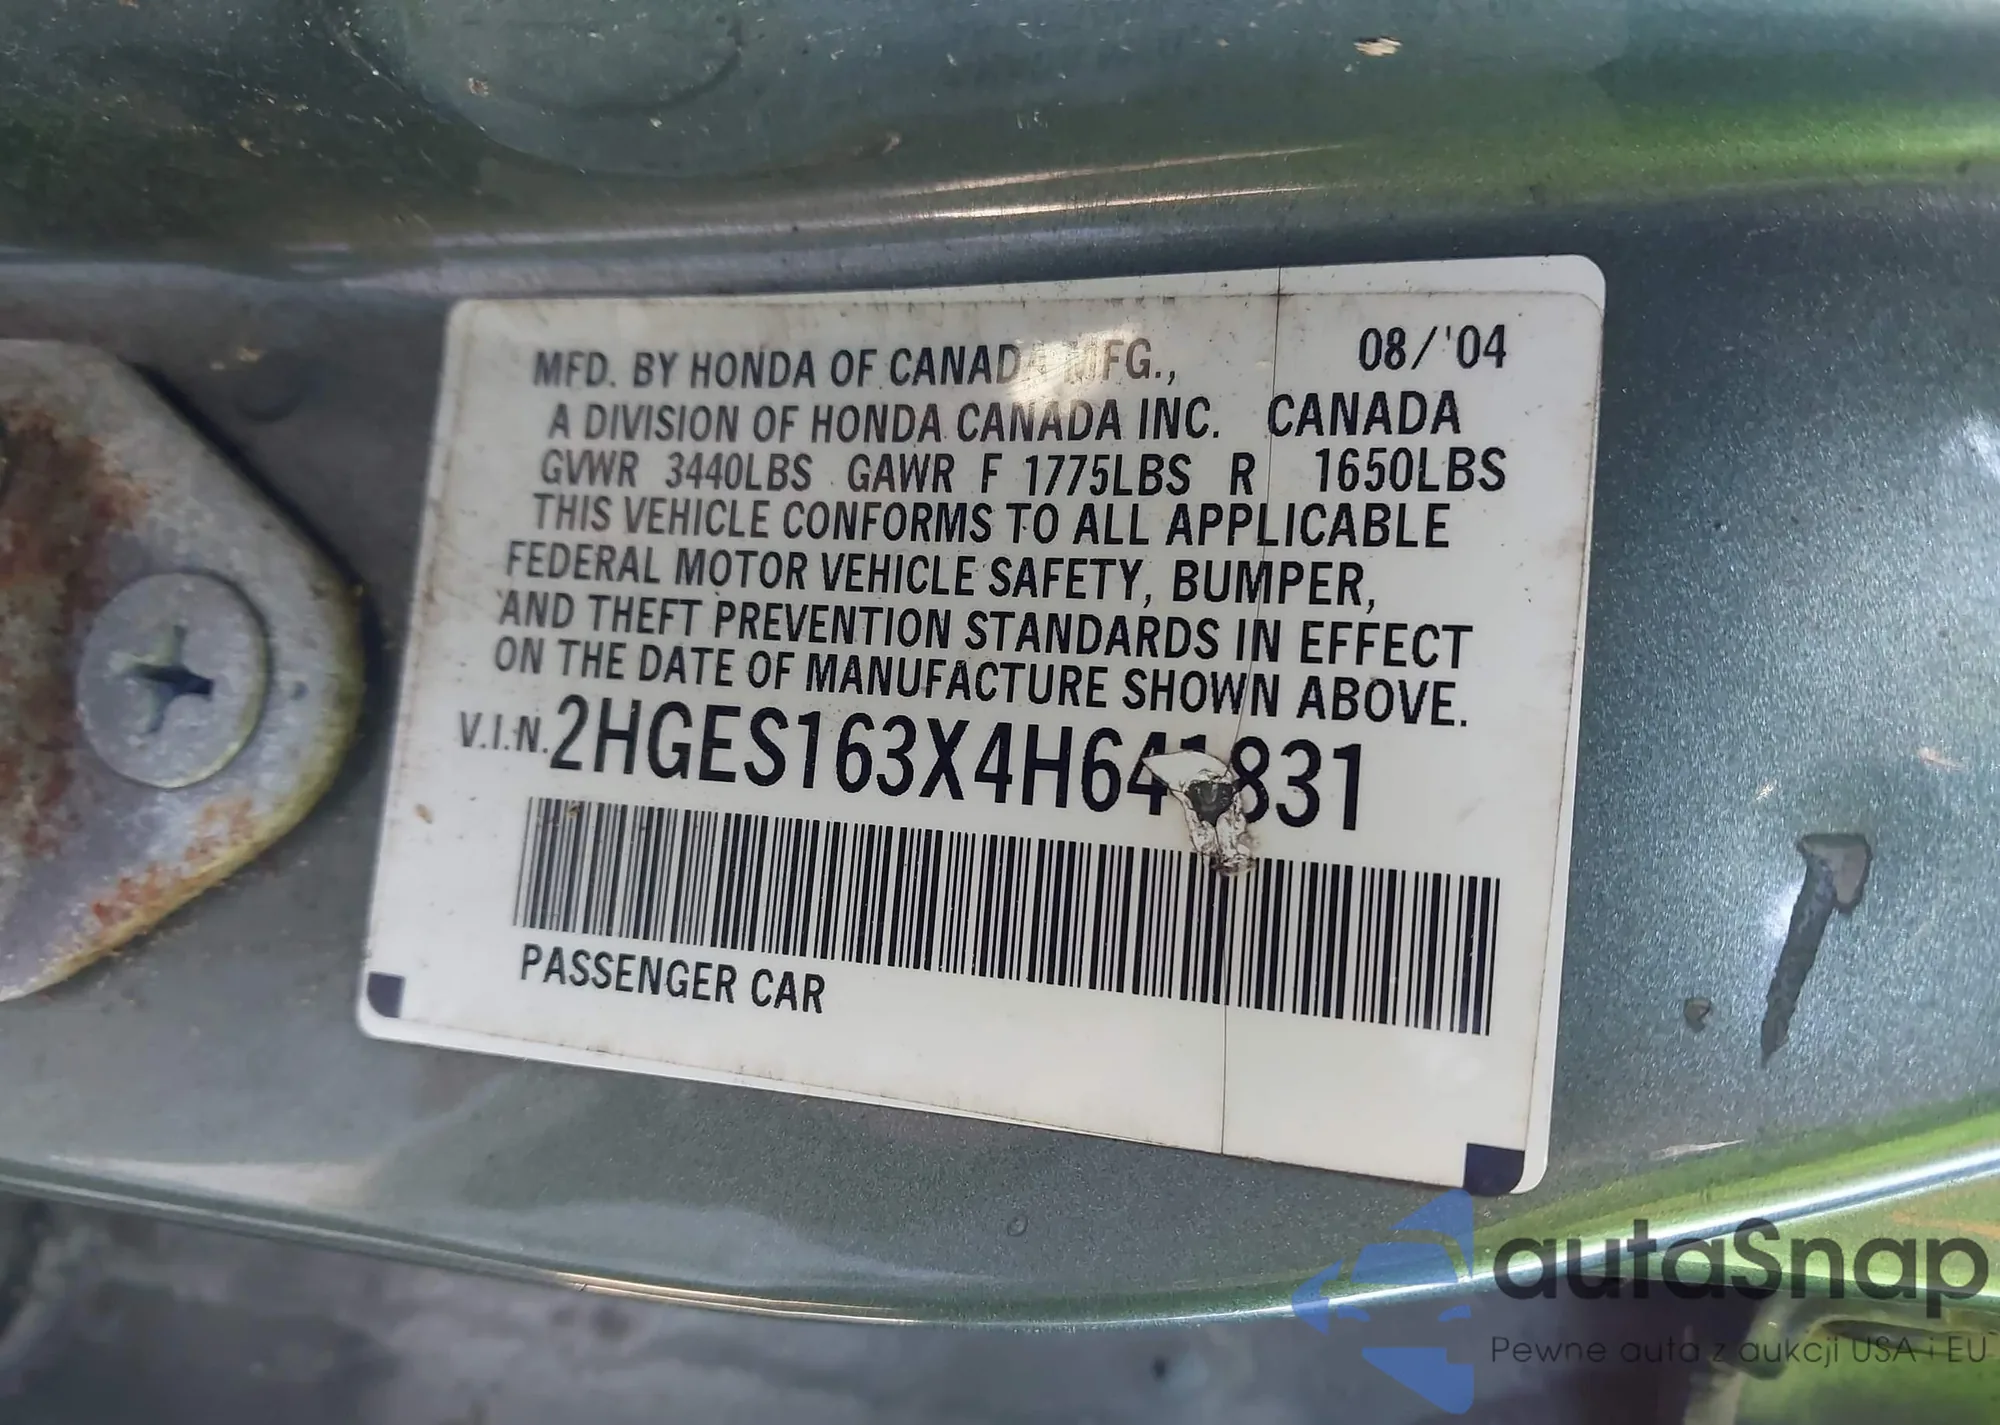 MFD. BY HONDA OF CANADA MFG., 08/'04
A DIVISION OF HONDA CANADA INC. CANADA
GVWR 3440LBS GAWR F 1775LBS R 1650LBS
THIS VEHICLE CONFORMS TO ALL APPLICABLE
FEDERAL MOTOR VEHICLE SAFETY, BUMPER,
AND THEFT PREVENTION STANDARDS IN EFFECT
ON THE DATE OF MANUFACTURE SHOWN ABOVE.
V.I.N. 2HGES163X4H641831
PASSENGER CAR
autaSnap
Pewne auta z aukcji USA i EU